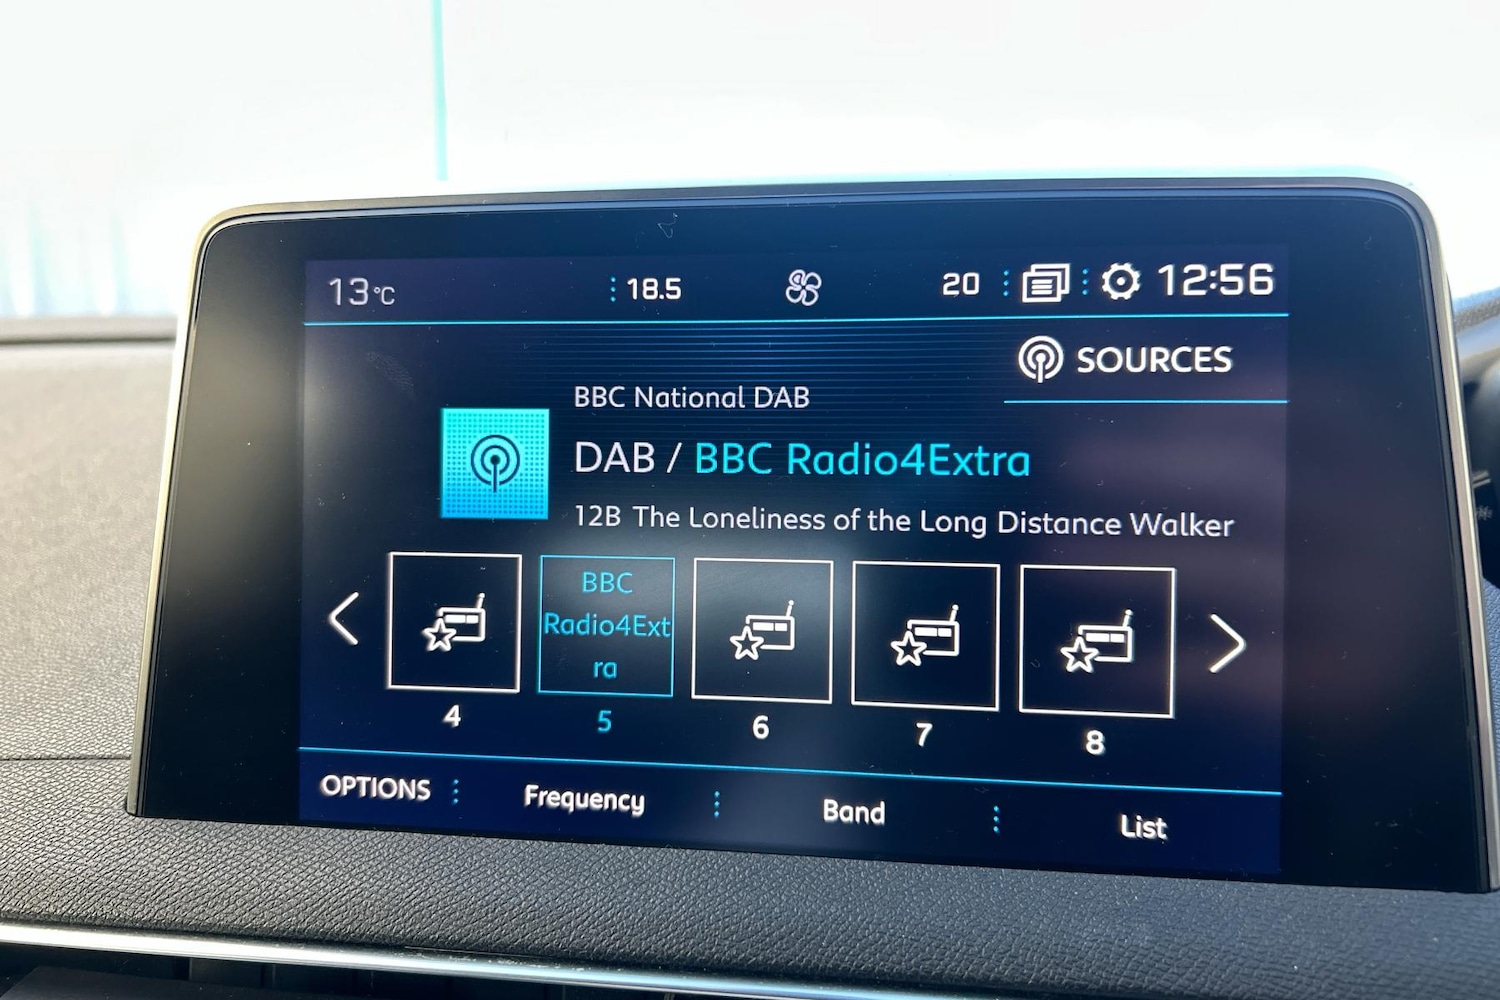 13°C 18.5 20 12:56
SOURCES
BBC National DAB
DAB / BBC Radio4Extra
12B The Loneliness of the Long Distance Walker
BBC
Radio4Ext
ra
4 5 6 7 8
OPTIONS Frequency Band List